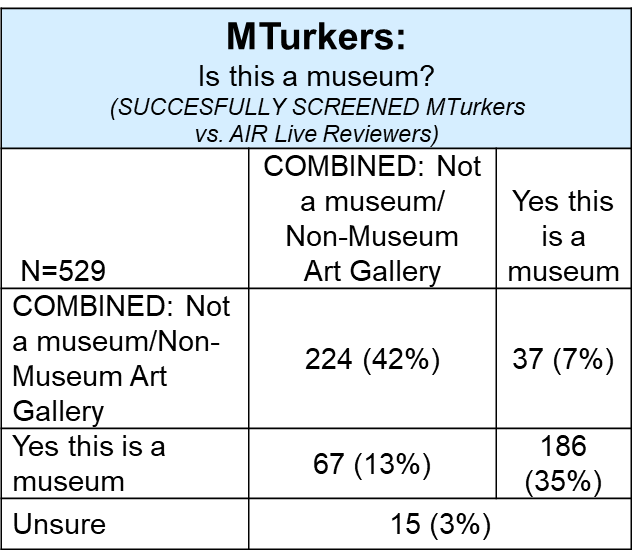 MTurkers:
Is this a museum?
(SUCCESFULLY SCREENED MTurkers
vs. AIR Live Reviewers)
N=529
COMBINED: Not
a museum/
Non-Museum
Art Gallery
Yes this
is a
museum
COMBINED: Not
a museum/Non-
Museum Art
Gallery
224 (42%)
37 (7%)
Yes this is a
museum
67 (13%)
186
(35%)
Unsure
15 (3%)